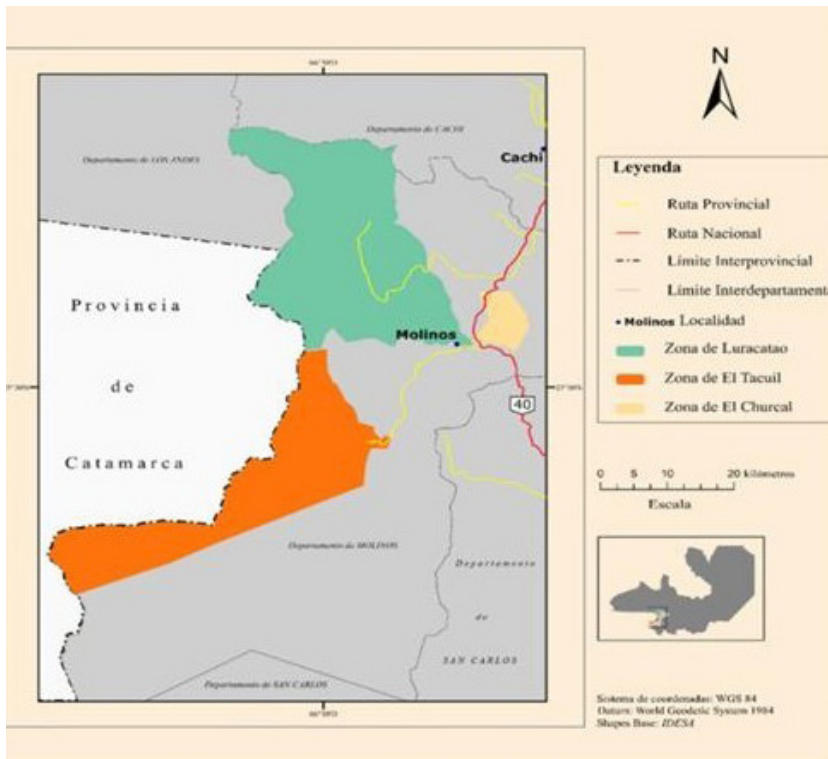 N
Departamento de CACHI
Departamento de LOS ANDES
Cachi
Provincia
de
Catamarca
Molinos
40
Departamento de MOLINOS
Departamento
de
SAN CARLOS
Departamento de SAN CARLOS
Leyenda
Ruta Provincial
Ruta Nacional
Límite Interprovincial
Límite Interdepartamenta
Molinos Localidad
Zona de Luracatao
Zona de El Tacuil
Zona de El Churcal
0 5 10 20 kilómetros
Escala
Sistema de coordenadas: WGS 84
Datum: World Geodetic System 1984
Shapes Base: IDESA